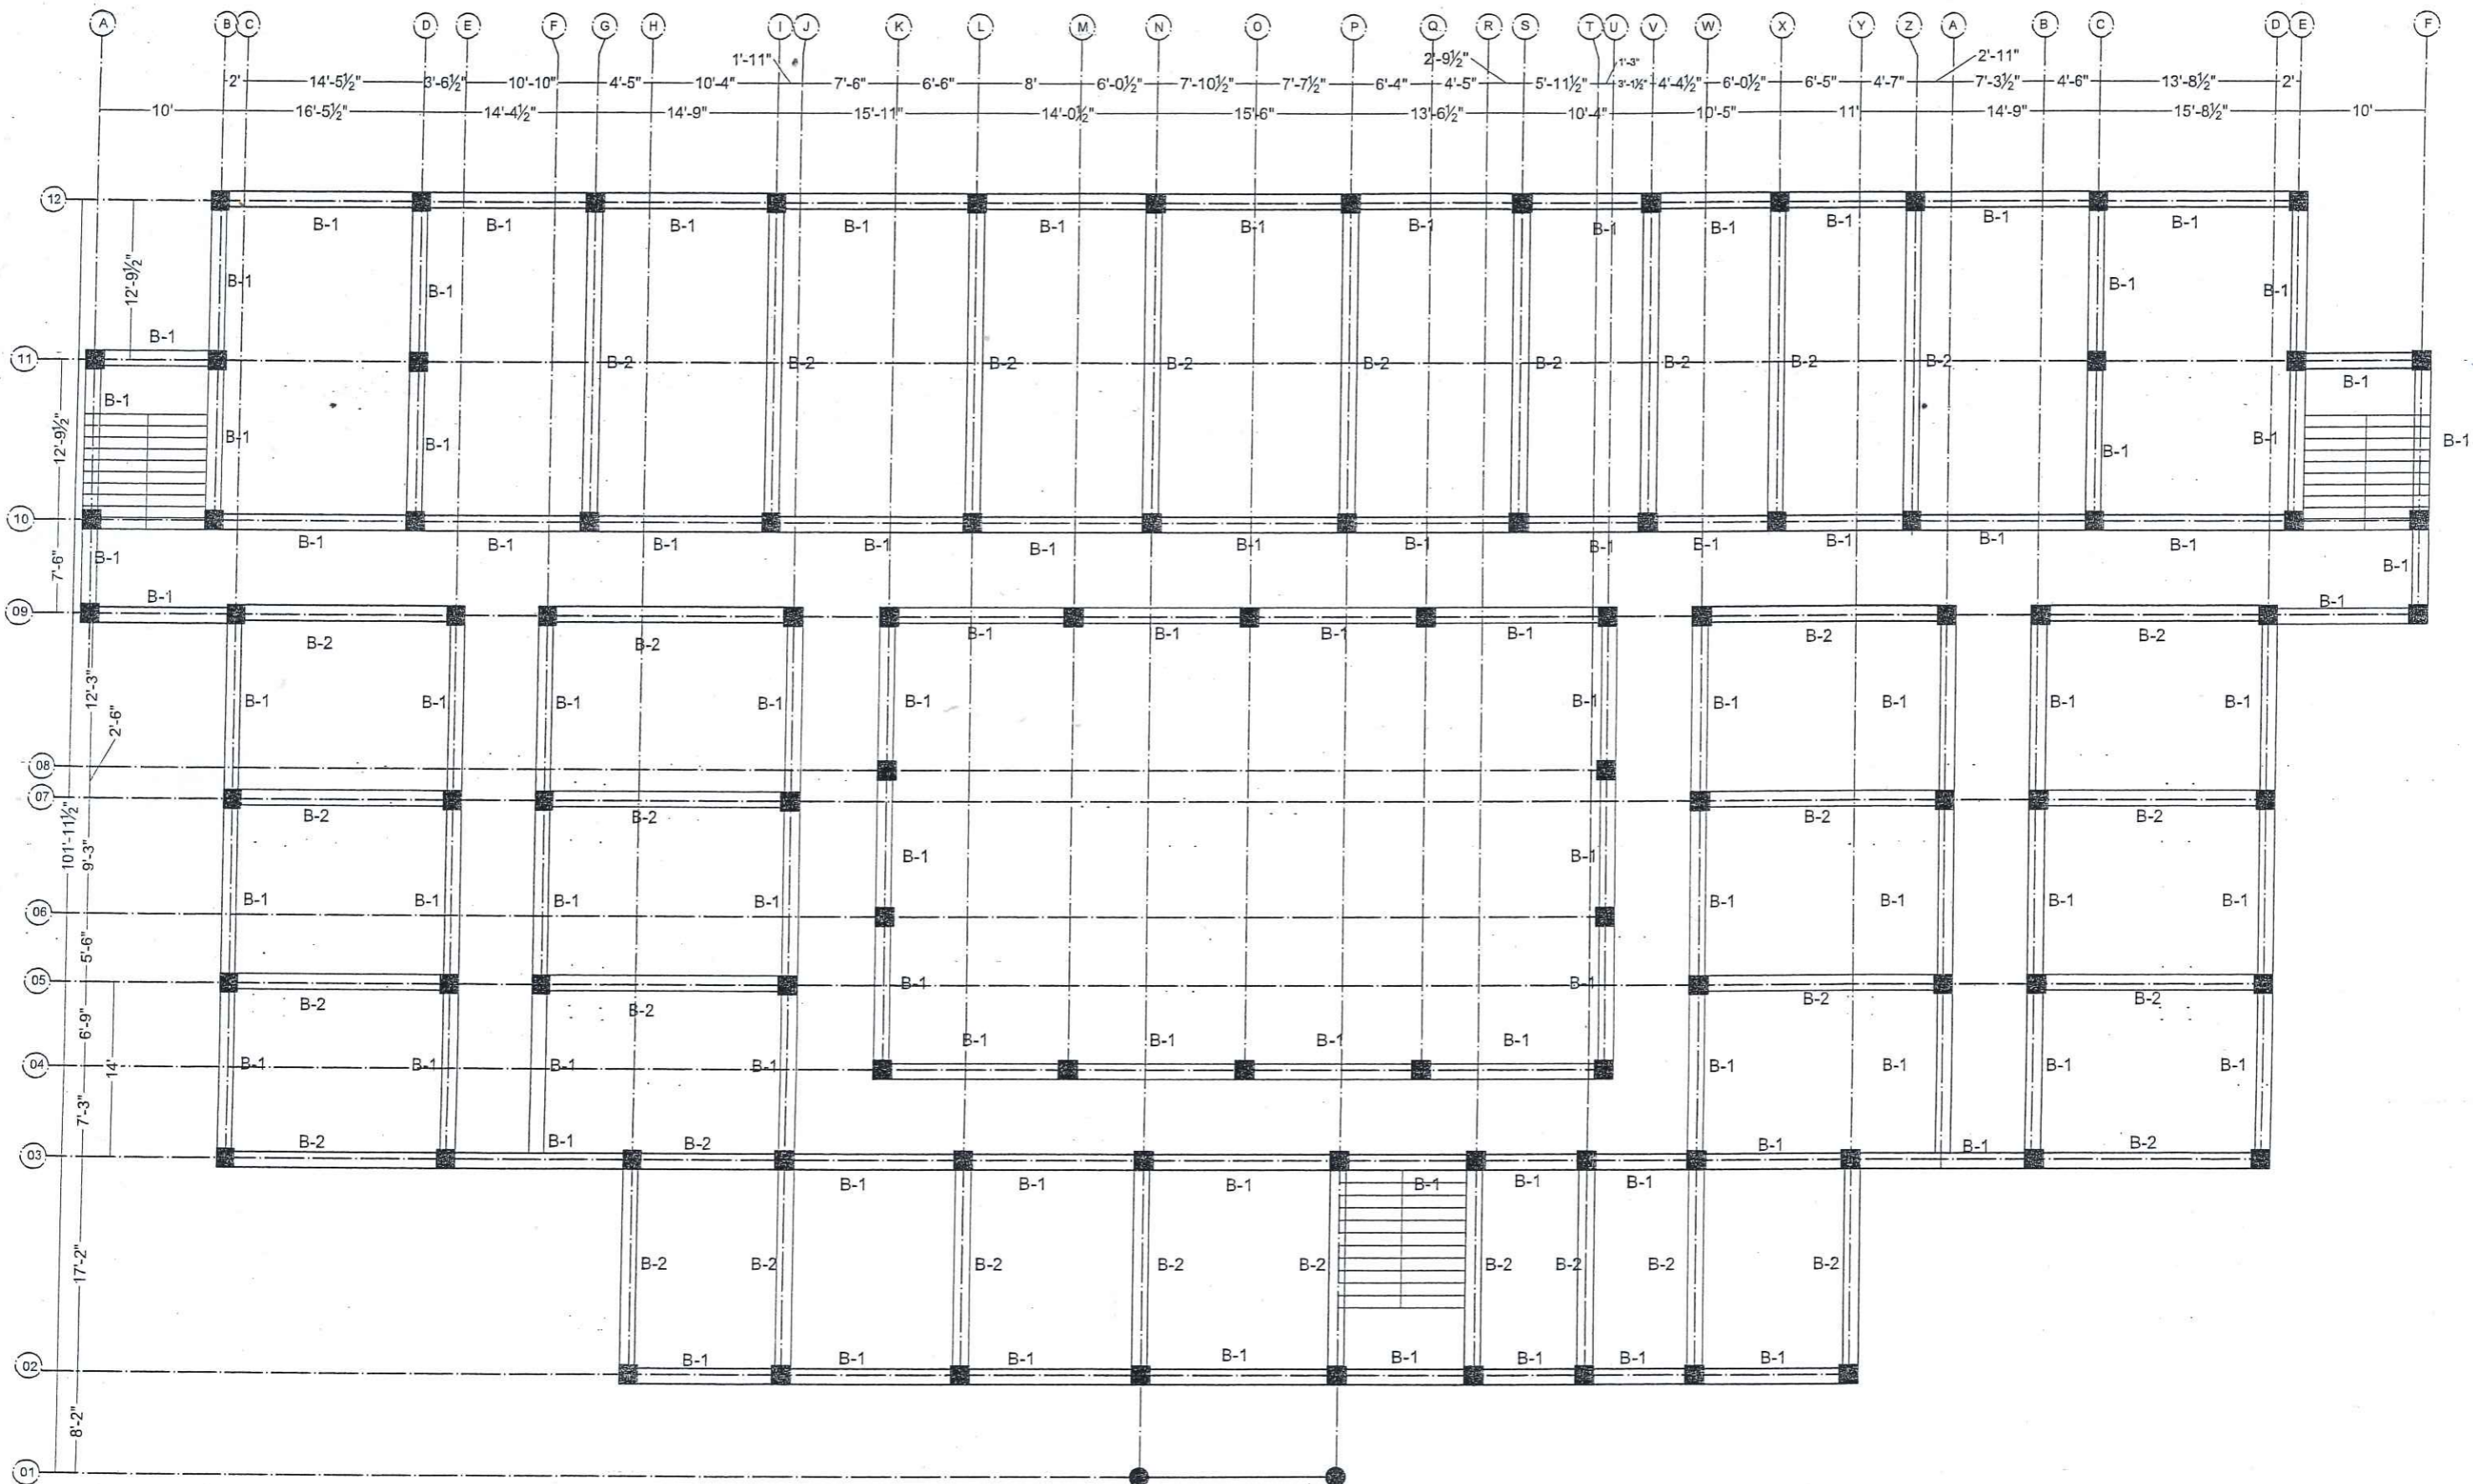 A B C D E F G H I J K L M N O P Q R S T U V W X Y Z A B C D E F
1'-11" 2'-9½" 1'-3" 2'-11"
2' 14'-5½" 3'-6½" 10'-10" 4'-5" 10'-4" 7'-6" 6'-6" 8' 6'-0½" 7'-10½" 7'-7½" 6'-4" 4'-5" 5'-11½" 3'-1½" 4'-4½" 6'-0½" 6'-5" 4'-7" 7'-3½" 4'-6" 13'-8½" 2'
10' 16'-5½" 14'-4½" 14'-9" 15'-11" 14'-0½" 15'-6" 13'-6½" 10'-4" 10'-5" 11' 14'-9" 15'-8½" 10'
12
B-1 B-1 B-1 B-1 B-1 B-1 B-1 B-1 B-1 B-1 B-1 B-1
12'-9½"
B-1 B-1 B-1 B-1
B-1
11
B-2 B-2 B-2 B-2 B-2 B-2 B-2 B-2 B-2
B-1
B-1
12'-9½"
B-1 B-1 B-1 B-1 B-1
10
B-1 B-1 B-1 B-1 B-1 B-1 B-1 B-1 B-1 B-1 B-1 B-1
7'-6"
B-1 B-1
B-1 B-1
09
B-2 B-2 B-1 B-1 B-1 B-1 B-2 B-2
12'-3"
B-1 B-1 B-1 B-1 B-1 B-1 B-1 B-1 B-1 B-1
2'-6"
08
07
B-2 B-2 B-2 B-2
101'-11½"
9'-3"
B-1 B-1
B-1 B-1 B-1 B-1 B-1 B-1 B-1 B-1
06
5'-6"
05
B-1 B-1
B-2 B-2 B-2 B-2
6'-9"
B-1 B-1 B-1 B-1
04
14'
B-1 B-1 B-1 B-1 B-1 B-1 B-1 B-1
7'-3"
B-2 B-1 B-2 B-1 B-1 B-2
03
B-1 B-1 B-1 B-1 B-1 B-1
17'-2"
B-2 B-2 B-2 B-2 B-2 B-2 B-2 B-2 B-2
02
B-1 B-1 B-1 B-1 B-1 B-1 B-1 B-1
8'-2"
01